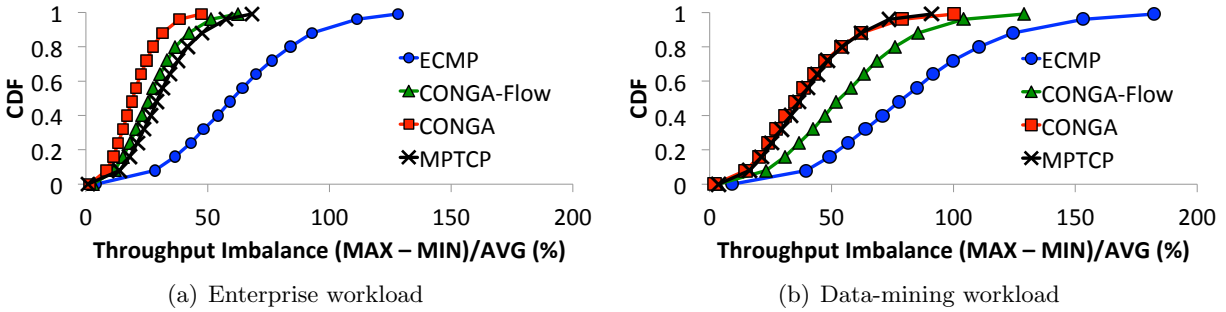 CDF
1
0.8
0.6
0.4
0.2
0
0
50
100
150
200
ECMP
CONGA-Flow
CONGA
MPTCP
Throughput Imbalance (MAX – MIN)/AVG (%)
(a) Enterprise workload
CDF
1
0.8
0.6
0.4
0.2
0
0
50
100
150
200
ECMP
CONGA-Flow
CONGA
MPTCP
Throughput Imbalance (MAX – MIN)/AVG (%)
(b) Data-mining workload